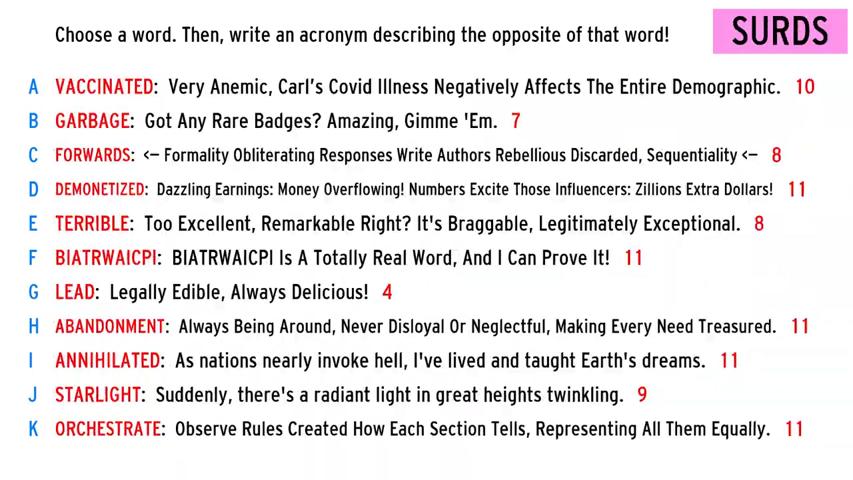 Choose a word. Then, write an acronym describing the opposite of that word!
SURDS
A VACCINATED: Very Anemic, Carl's Covid Illness Negatively Affects The Entire Demographic. 10
B GARBAGE: Got Any Rare Badges? Amazing, Gimme 'Em. 7
C FORWARDS: <– Formality Obliterating Responses Write Authors Rebellious Discarded, Sequentiality <– 8
D DEMONETIZED: Dazzling Earnings: Money Overflowing! Numbers Excite Those Influencers: Zillions Extra Dollars! 11
E TERRIBLE: Too Excellent, Remarkable Right? It's Braggable, Legitimately Exceptional. 8
F BIATRWAICPI: BIATRWAICPI Is A Totally Real Word, And I Can Prove It! 11
G LEAD: Legally Edible, Always Delicious! 4
H ABANDONMENT: Always Being Around, Never Disloyal Or Neglectful, Making Every Need Treasured. 11
I ANNIHILATED: As nations nearly invoke hell, I've lived and taught Earth's dreams. 11
J STARLIGHT: Suddenly, there's a radiant light in great heights twinkling. 9
K ORCHESTRATE: Observe Rules Created How Each Section Tells, Representing All Them Equally. 11